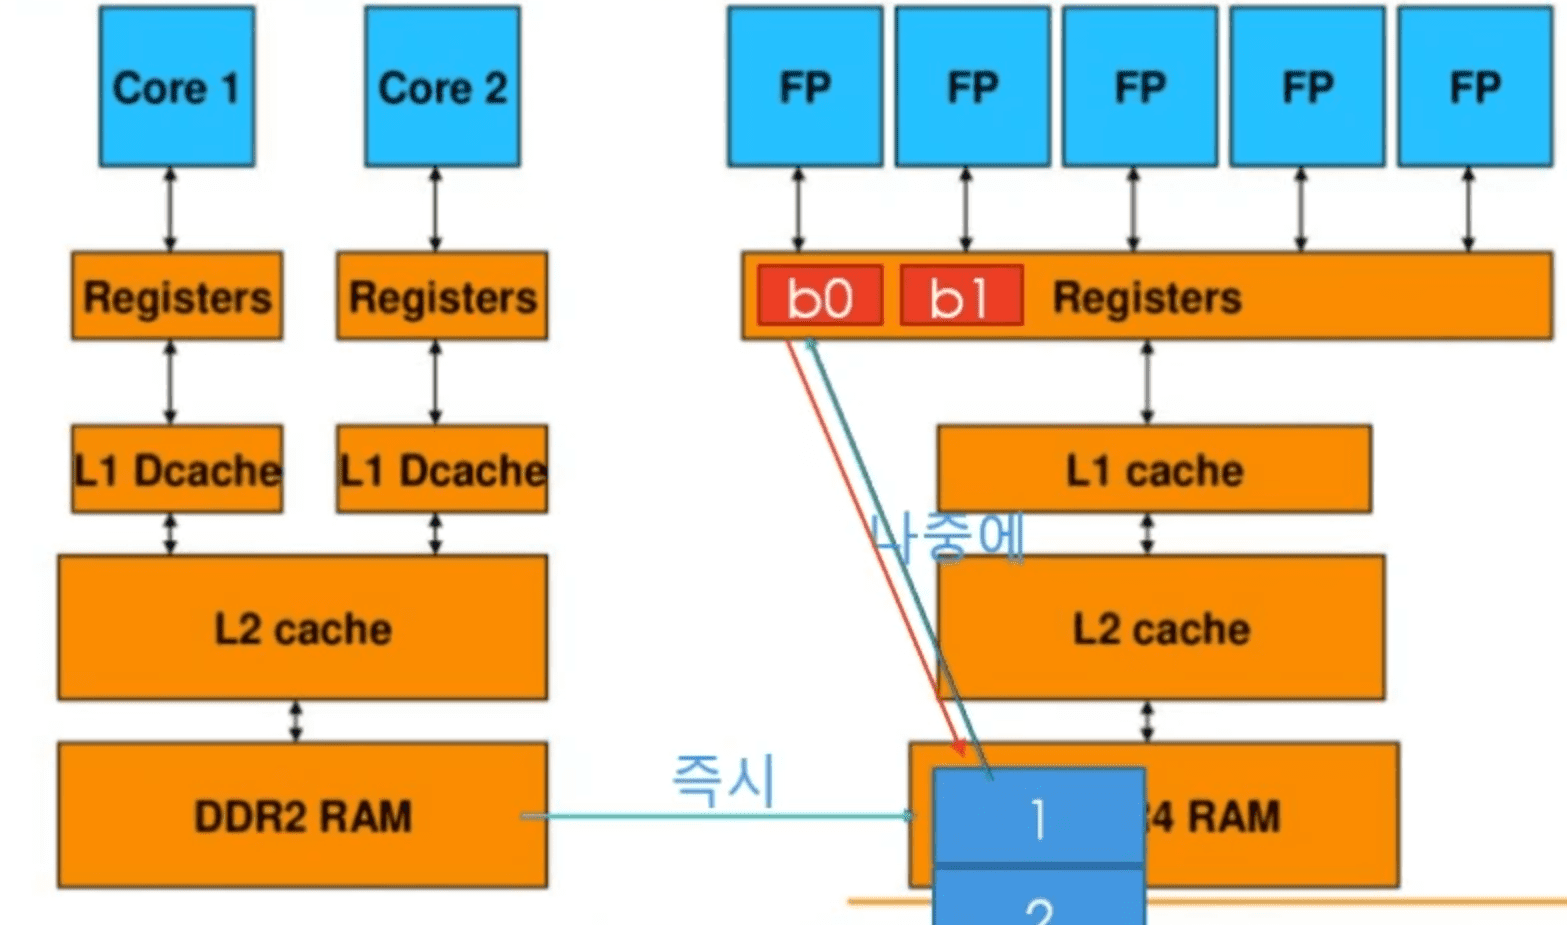 Core 1
Core 2
FP
FP
FP
FP
FP
Registers
Registers
b0
b1
Registers
L1 Dcache
L1 Dcache
L1 cache
나중에
L2 cache
L2 cache
즉시
DDR2 RAM
1
4 RAM
2